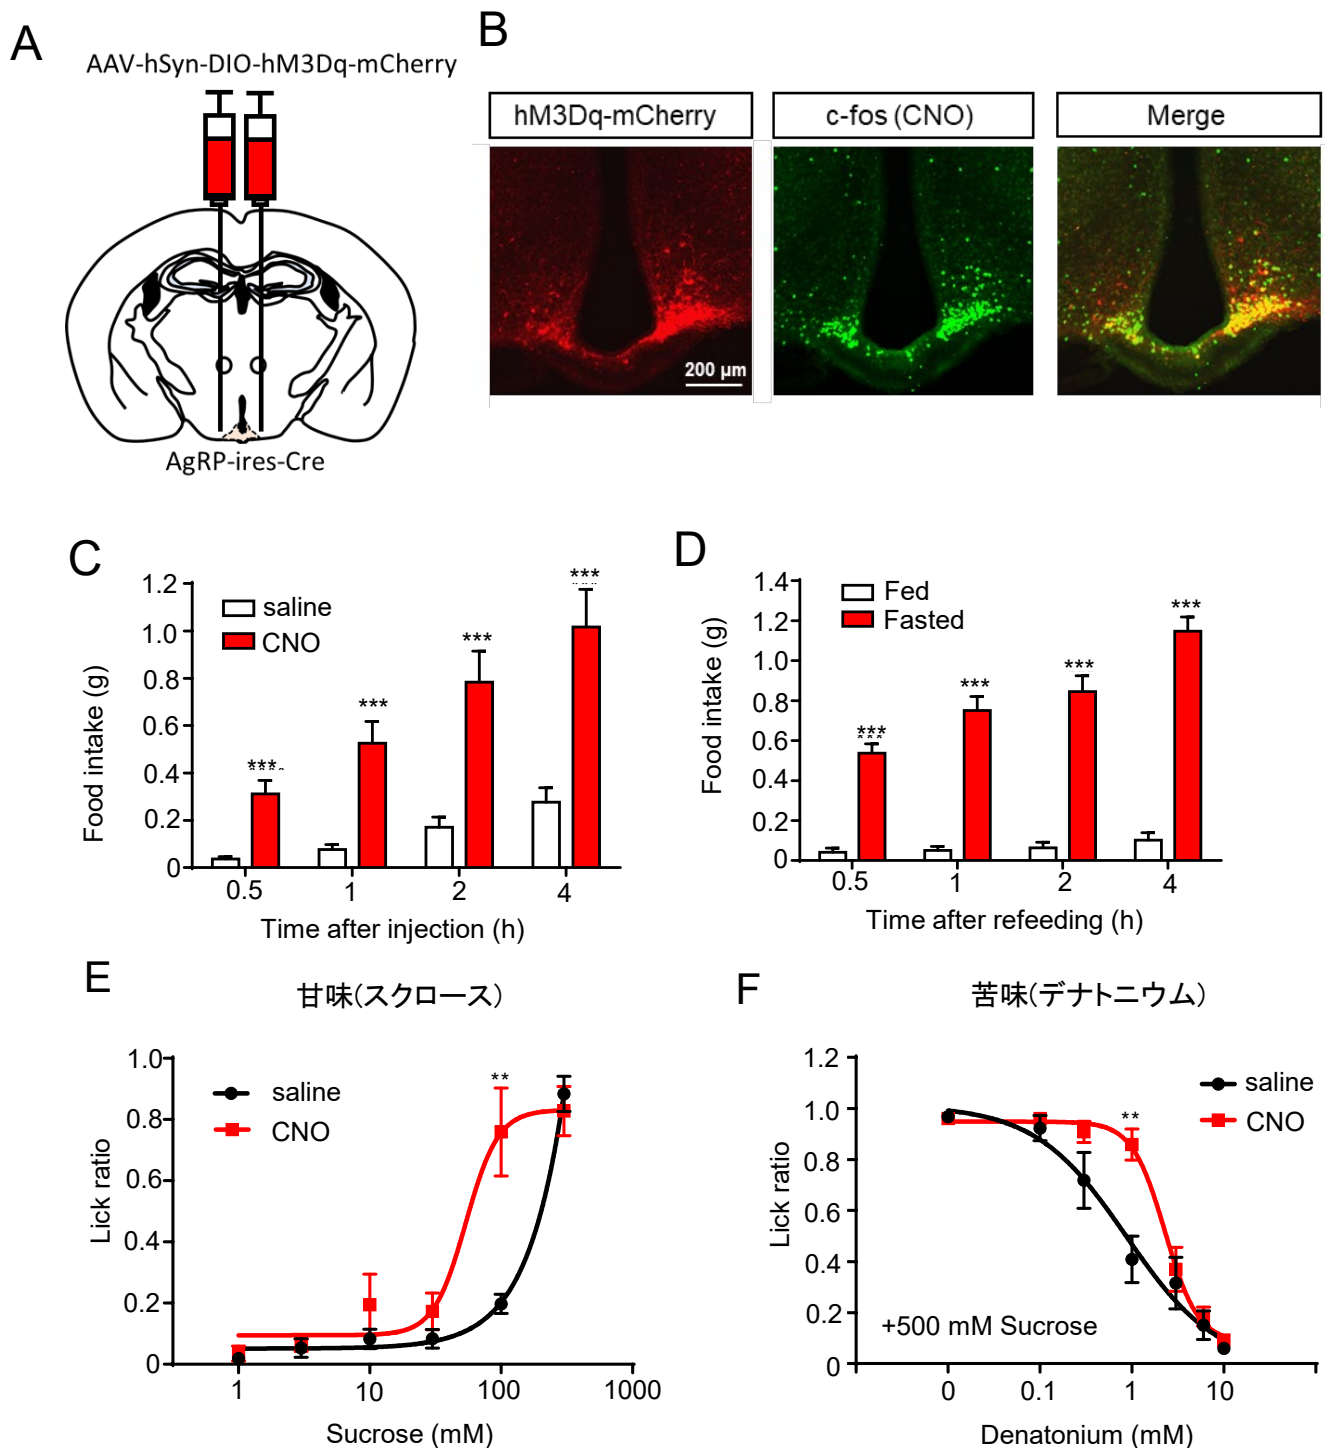 A
AAV-hSyn-DIO-hM3Dq-mCherry
AgRP-ires-Cre
B
hM3Dq-mCherry
c-fos (CNO)
Merge
200 µm
C
1.2
1.0
0.8
0.6
0.4
0.2
0
Food intake (g)
saline
CNO
***
***
***
***
0.5
1
2
4
Time after injection (h)
D
1.4
1.2
1.0
0.8
0.6
0.4
0.2
0
Food intake (g)
Fed
Fasted
***
***
***
***
0.5
1
2
4
Time after refeeding (h)
E
甘味(スクロース)
1.0
0.8
0.6
0.4
0.2
0
Lick ratio
saline
CNO
**
1
10
100
1000
Sucrose (mM)
F
苦味(デナトニウム)
1.2
1.0
0.8
0.6
0.4
0.2
0
Lick ratio
saline
CNO
**
+500 mM Sucrose
0
0.1
1
10
Denatonium (mM)